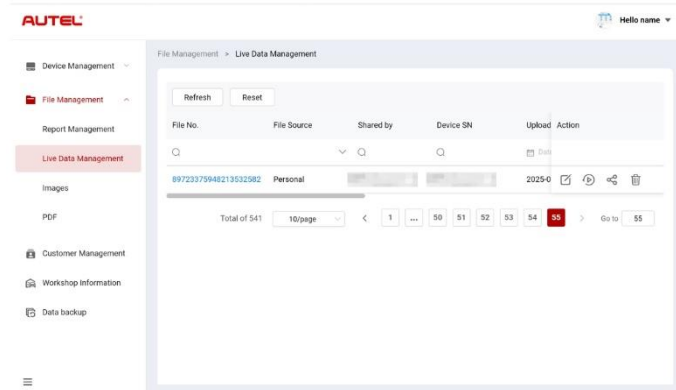 AUTEL
Hello name
Device Management
File Management
Report Management
Live Data Management
Images
PDF
Customer Management
Workshop Information
Data backup
File Management > Live Data Management
Refresh Reset
File No. File Source Shared by Device SN Upload Action
69723375948213532582 Personal 2025-0
Total of 541 10/page < 1 ... 50 51 52 53 54 55 > Go to 55